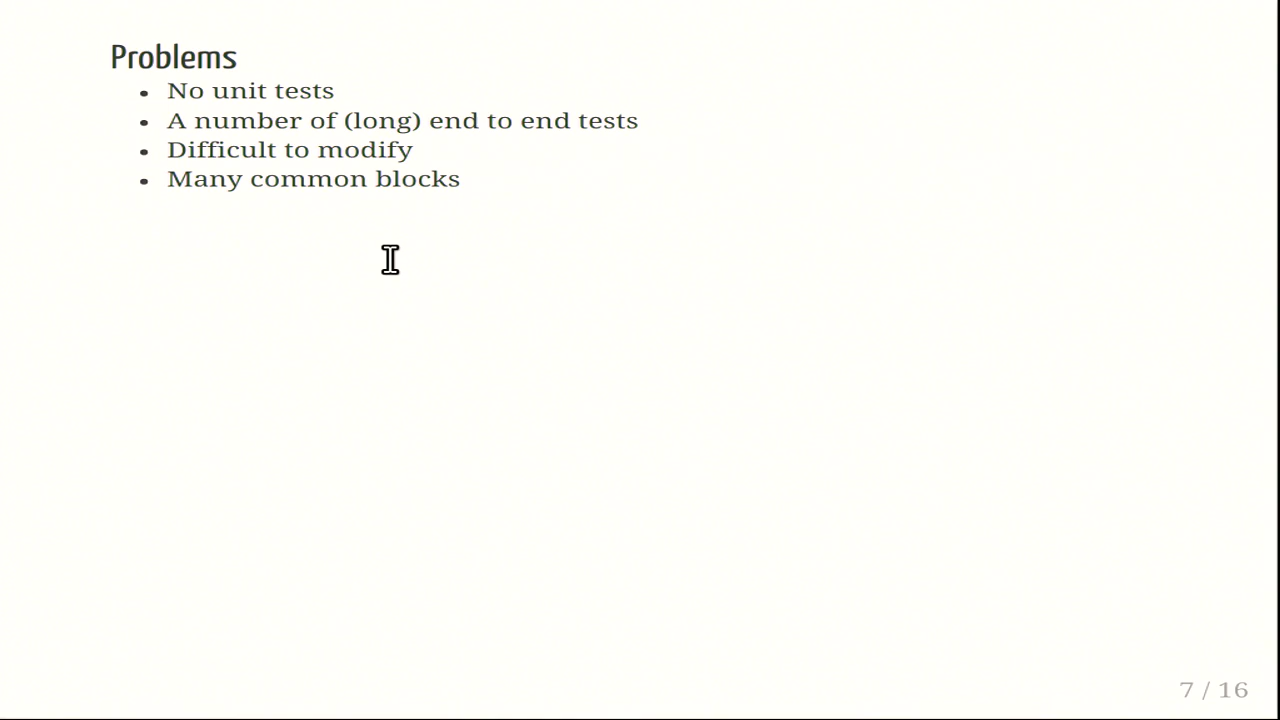 Problems
• No unit tests
• A number of (long) end to end tests
• Difficult to modify
• Many common blocks
7 / 16